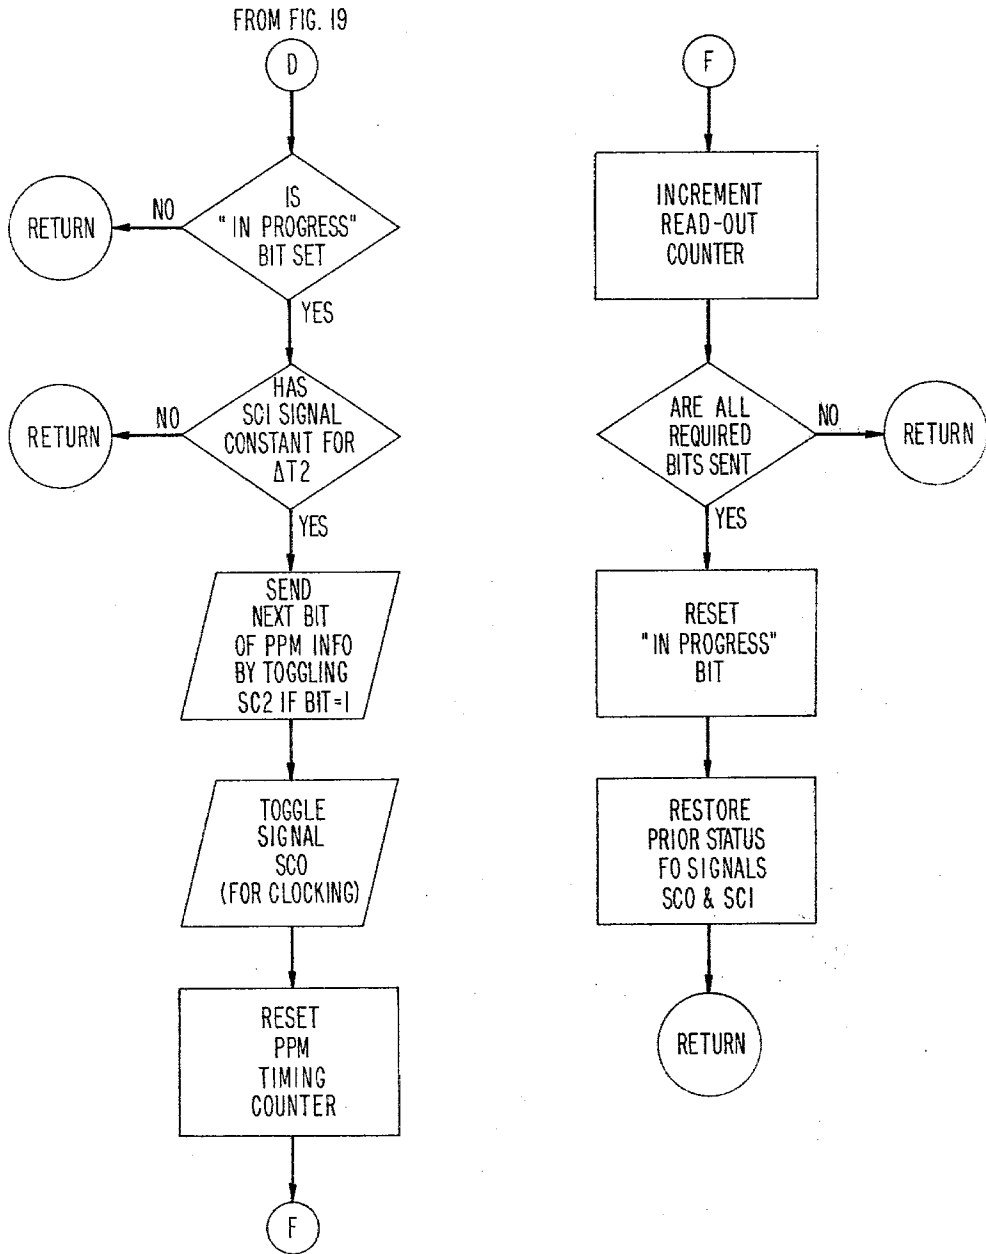 FROM FIG. 19
D
IS
"IN PROGRESS"
BIT SET
NO
RETURN
YES
HAS
SCI SIGNAL
CONSTANT FOR
ΔT2
NO
RETURN
YES
SEND
NEXT BIT
OF PPM INFO
BY TOGGLING
SC2 IF BIT=1
TOGGLE
SIGNAL
SCO
(FOR CLOCKING)
RESET
PPM
TIMING
COUNTER
F
F
INCREMENT
READ-OUT
COUNTER
ARE ALL
REQUIRED
BITS SENT
NO
RETURN
YES
RESET
"IN PROGRESS"
BIT
RESTORE
PRIOR STATUS
FO SIGNALS
SCO & SCI
RETURN